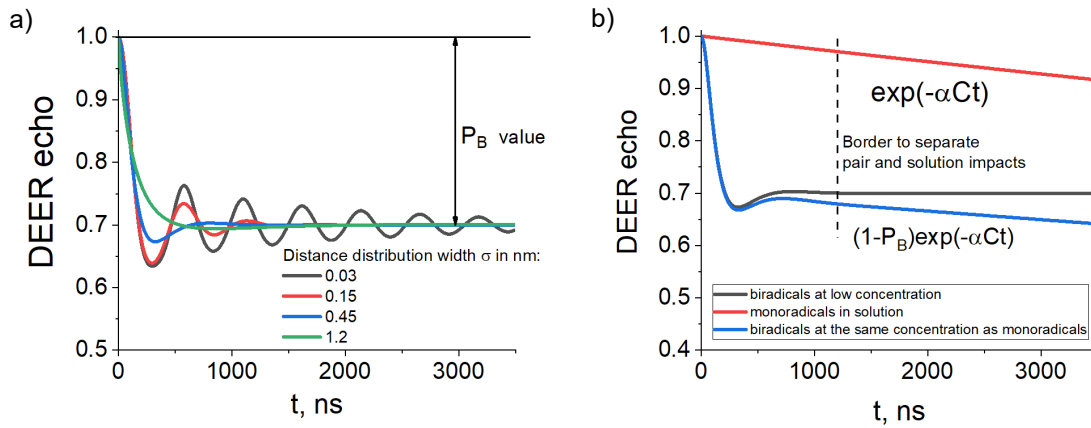 a)
1.0
0.9
0.8
0.7
0.6
0.5
DEER echo
P_B value
Distance distribution width σ in nm:
0.03
0.15
0.45
1.2
0
1000
2000
3000
t, ns
b)
1.0
0.9
0.8
0.7
0.6
0.5
0.4
DEER echo
exp(-αCt)
Border to separate
pair and solution impacts
(1-P_B)exp(-αCt)
biradicals at low concentration
monoradicals in solution
biradicals at the same concentration as monoradicals
0
1000
2000
3000
t, ns